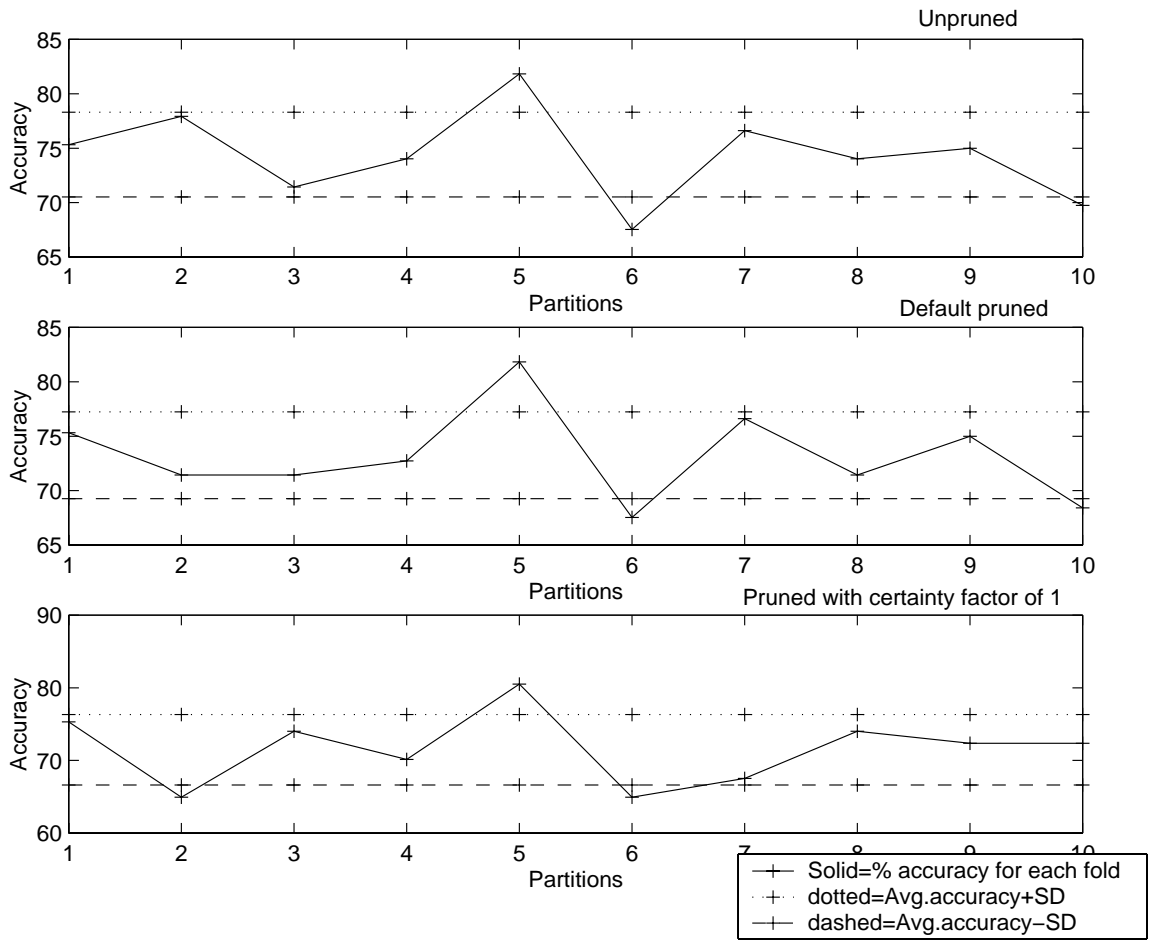 Unpruned
85
80
75
70
65
Accuracy
1 2 3 4 5 6 7 8 9 10
Partitions
Default pruned
85
80
75
70
65
Accuracy
1 2 3 4 5 6 7 8 9 10
Partitions
Pruned with certainty factor of 1
90
80
70
60
Accuracy
1 2 3 4 5 6 7 8 9 10
Partitions
Solid=% accuracy for each fold
dotted=Avg.accuracy+SD
dashed=Avg.accuracy−SD